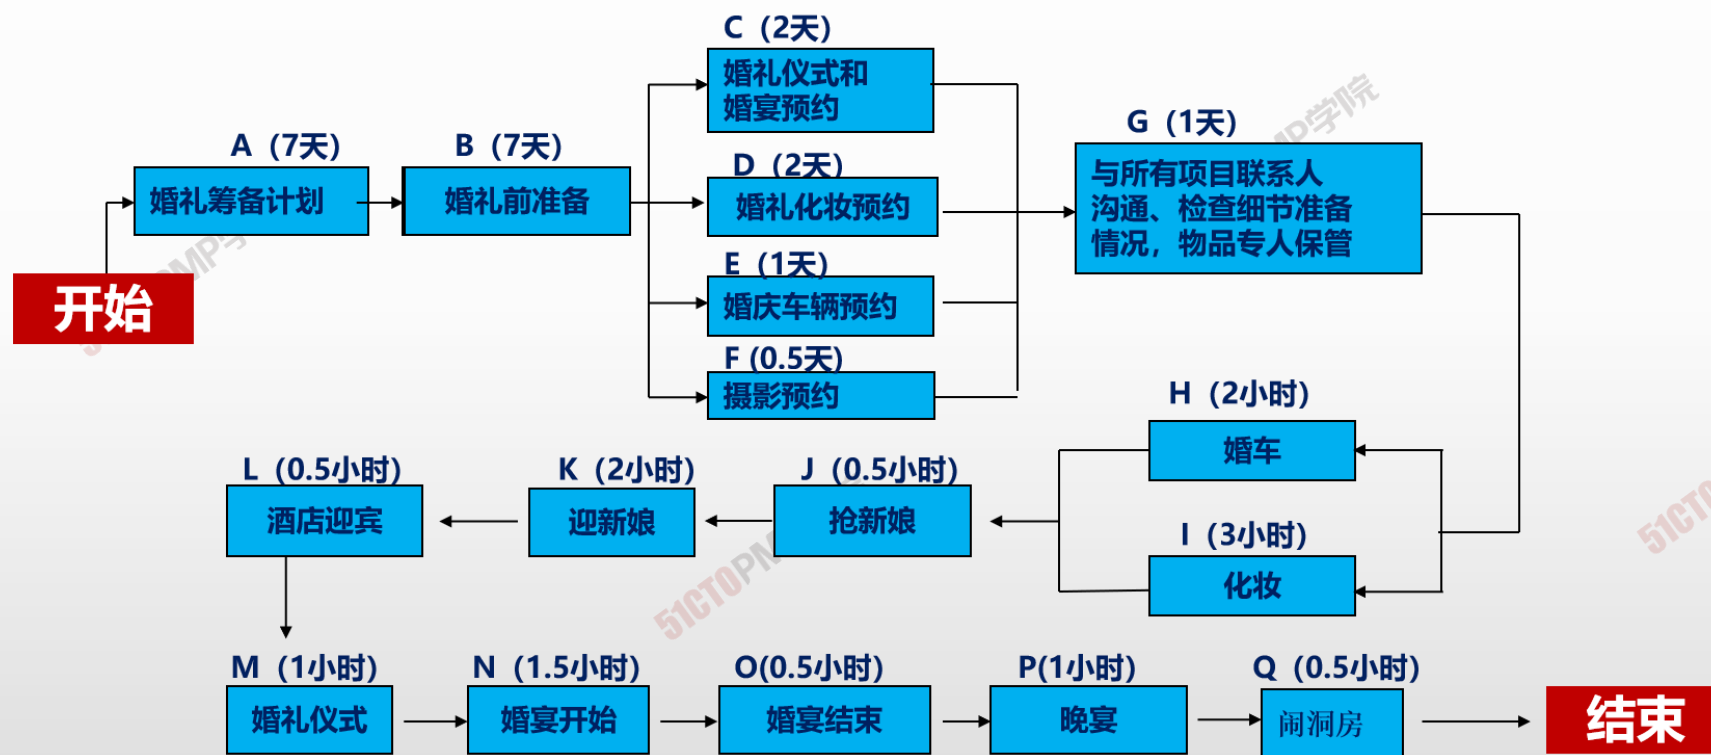 C（2天）
婚礼仪式和
婚宴预约
A（7天）
婚礼筹备计划
B（7天）
婚礼前准备
D（2天）
婚礼化妆预约
E（1天）
婚庆车辆预约
F (0.5天)
摄影预约
G（1天）
与所有项目联系人
沟通、检查细节准备
情况，物品专人保管
开始
H（2小时）
婚车
I（3小时）
化妆
J（0.5小时）
抢新娘
K（2小时）
迎新娘
L（0.5小时）
酒店迎宾
M（1小时）
婚礼仪式
N（1.5小时）
婚宴开始
O(0.5小时)
婚宴结束
P(1小时)
晚宴
Q（0.5小时）
闹洞房
结束
MP学院
51CTOPM
51CTO